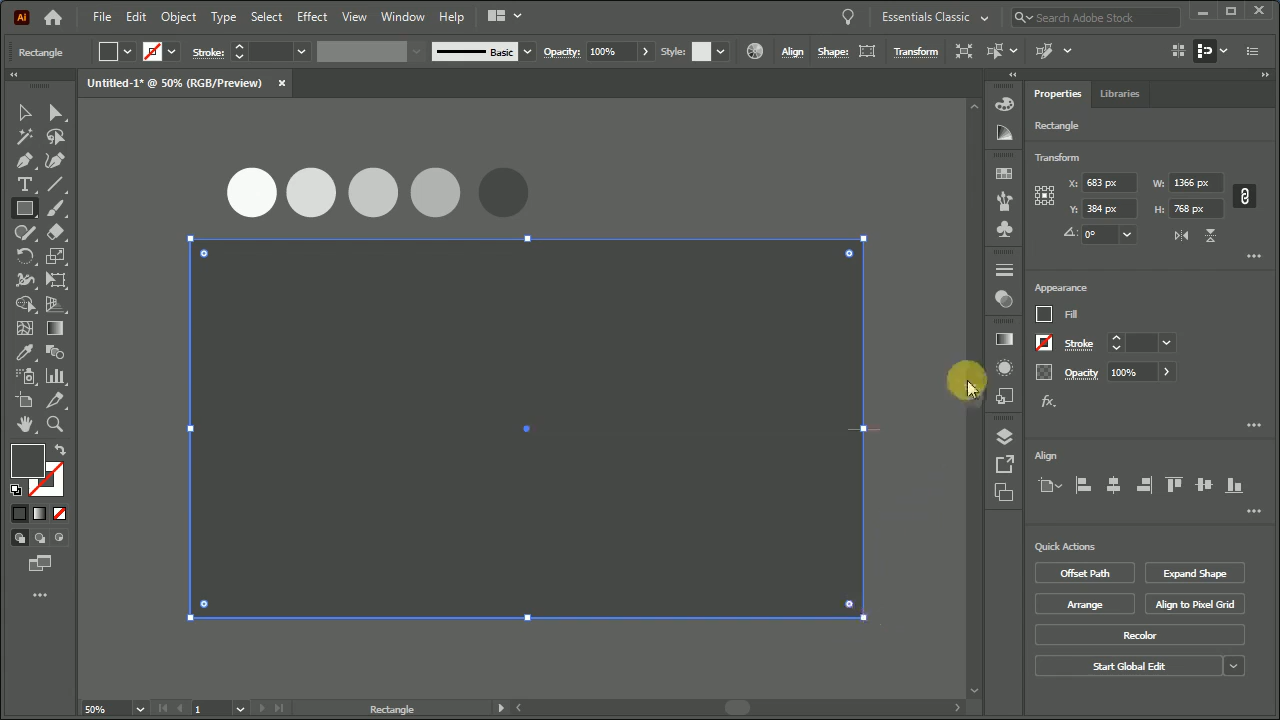 Ai File Edit Object Type Select Effect View Window Help Essentials Classic Search Adobe Stock
Rectangle Stroke: Basic Opacity: 100% Style: Align Shape: Transform
Untitled-1* @ 50% (RGB/Preview) ×
Properties Libraries
Rectangle
Transform
X: 683 px W: 1366 px
Y: 384 px H: 768 px
0°
Appearance
Fill
Stroke
Opacity 100%
fx.
Align
Quick Actions
Offset Path Expand Shape
Arrange Align to Pixel Grid
Recolor
Start Global Edit
50% 1 Rectangle